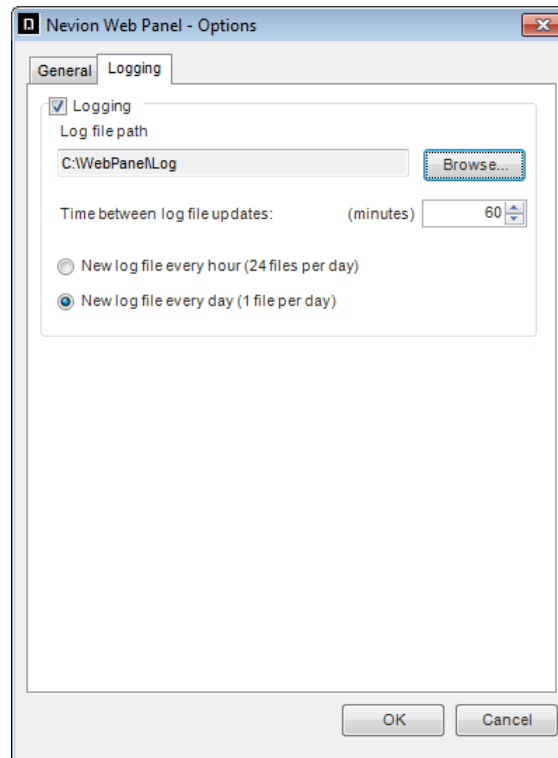 Nevion Web Panel - Options
General Logging
Logging
Log file path
C:\WebPanel\Log Browse...
Time between log file updates: (minutes) 60
New log file every hour (24 files per day)
New log file every day (1 file per day)
OK Cancel